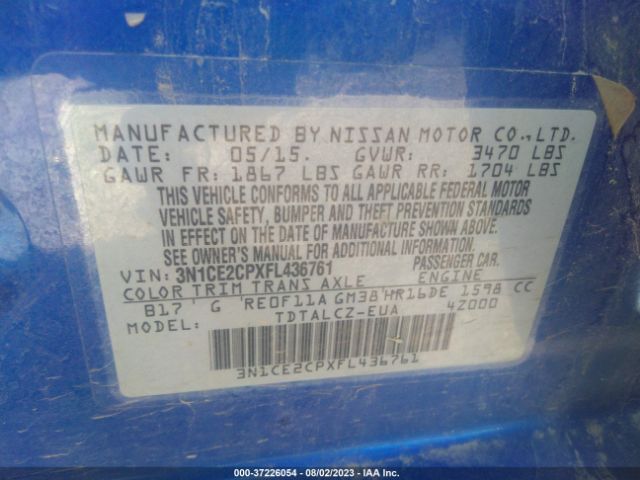 MANUFACTURED BY NISSAN MOTOR CO.,LTD.
DATE: 05/15. GVWR: 3470 LBS
GAWR FR: 1867 LBS GAWR RR: 1704 LBS
THIS VEHICLE CONFORMS TO ALL APPLICABLE FEDERAL MOTOR
VEHICLE SAFETY, BUMPER AND THEFT PREVENTION STANDARDS
IN EFFECT ON THE DATE OF MANUFACTURE SHOWN ABOVE.
SEE OWNER'S MANUAL FOR ADDITIONAL INFORMATION.
VIN: 3N1CE2CPXFL436761 PASSENGER CAR.
COLOR TRIM TRANS AXLE ENGINE
B17' G 'RE0F11A GM38'HR16DE 1598 CC
MODEL: TDTALCZ-EUA 42000
3N1CE2CPXFL436761
000-37226054 - 08/02/2023 - IAA Inc.